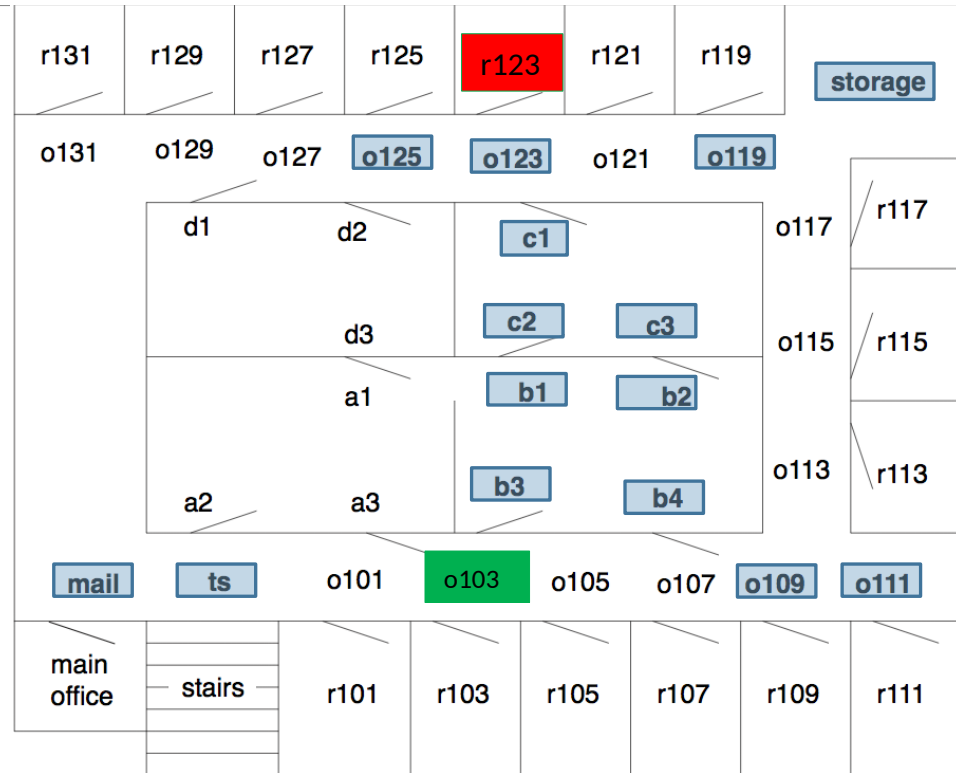 r131 r129 r127 r125 r123 r121 r119
storage
o131 o129 o127 o125 o123 o121 o119
d1 d2 c1 o117 r117
d3 c2 c3 o115 r115
a1 b1 b2
a2 a3 b3 b4 o113 r113
mail ts o101 o103 o105 o107 o109 o111
main
office
stairs r101 r103 r105 r107 r109 r111